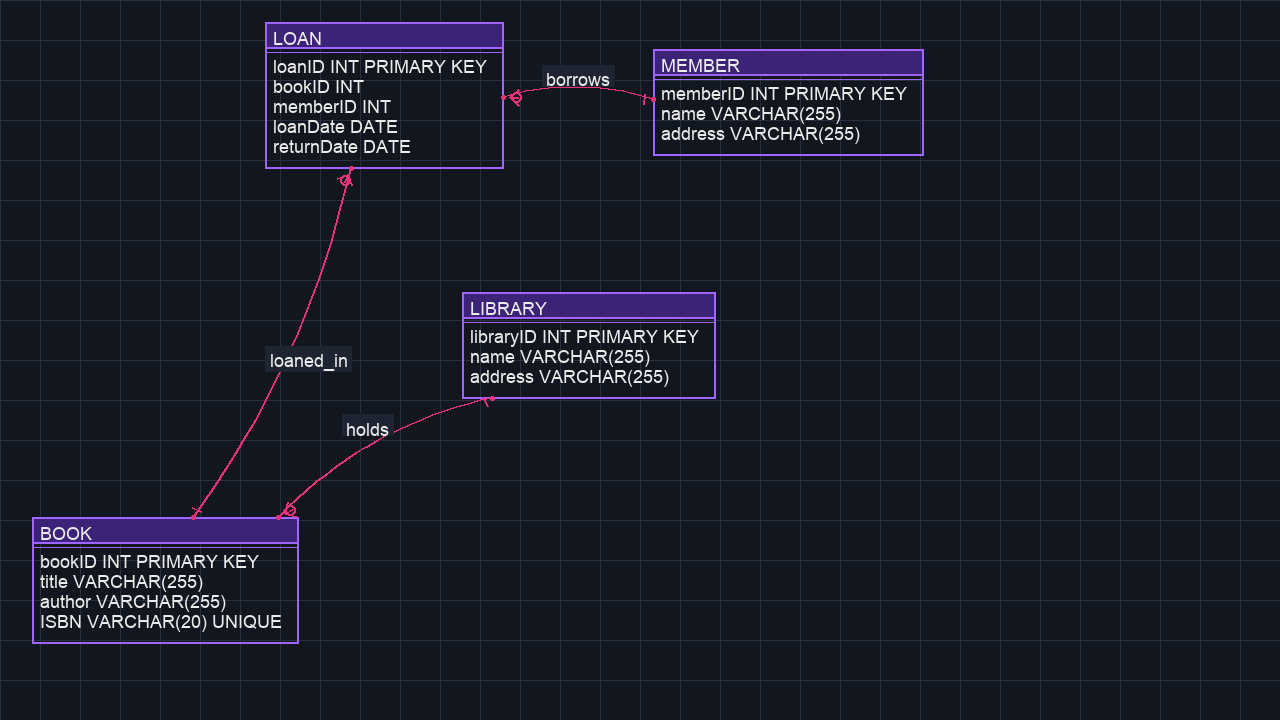 LOAN
loanID INT PRIMARY KEY
bookID INT
memberID INT
loanDate DATE
returnDate DATE
borrows
MEMBER
memberID INT PRIMARY KEY
name VARCHAR(255)
address VARCHAR(255)
loaned_in
LIBRARY
libraryID INT PRIMARY KEY
name VARCHAR(255)
address VARCHAR(255)
holds
BOOK
bookID INT PRIMARY KEY
title VARCHAR(255)
author VARCHAR(255)
ISBN VARCHAR(20) UNIQUE